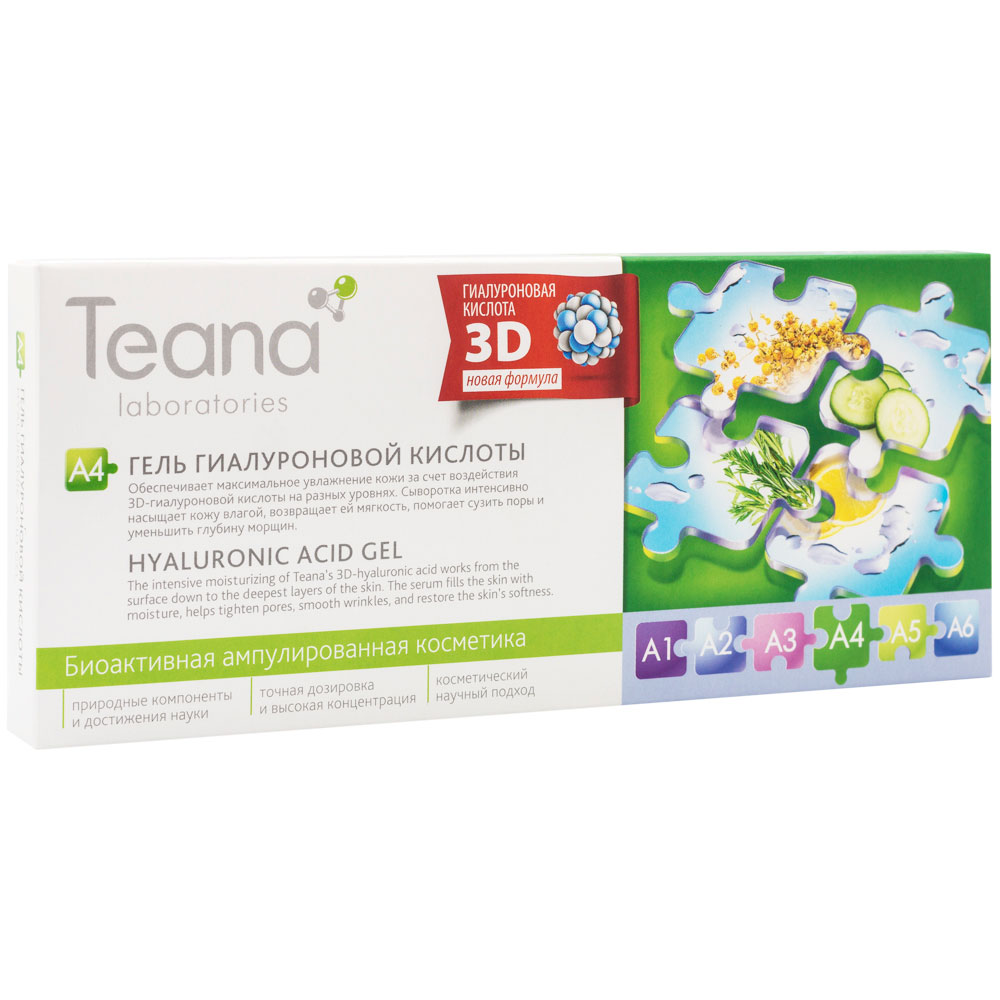 Teana
laboratories
ГИАЛУРОНОВАЯ
КИСЛОТА
3D
новая формула
A4
ГЕЛЬ ГИАЛУРОНОВОЙ КИСЛОТЫ
Обеспечивает максимальное увлажнение кожи за счет воздействия
3D-гиалуроновой кислоты на разных уровнях. Сыворотка интенсивно
насыщает кожу влагой, возвращает ей мягкость, помогает сузить поры и
уменьшить глубину морщин.
HYALURONIC ACID GEL
The intensive moisturizing of Teana's 3D-hyaluronic acid works from the
surface down to the deepest layers of the skin. The serum fills the skin with
moisture, helps tighten pores, smooth wrinkles, and restore the skin's softness.
Биоактивная ампулированная косметика
природные компоненты
и достижения науки
точная дозировка
и высокая концентрация
косметический
научный подход
A1 A2 A3 A4 A5 A6
A4 ГЕЛЬ ГИАЛУРОНОВОЙ КИСЛОТЫ